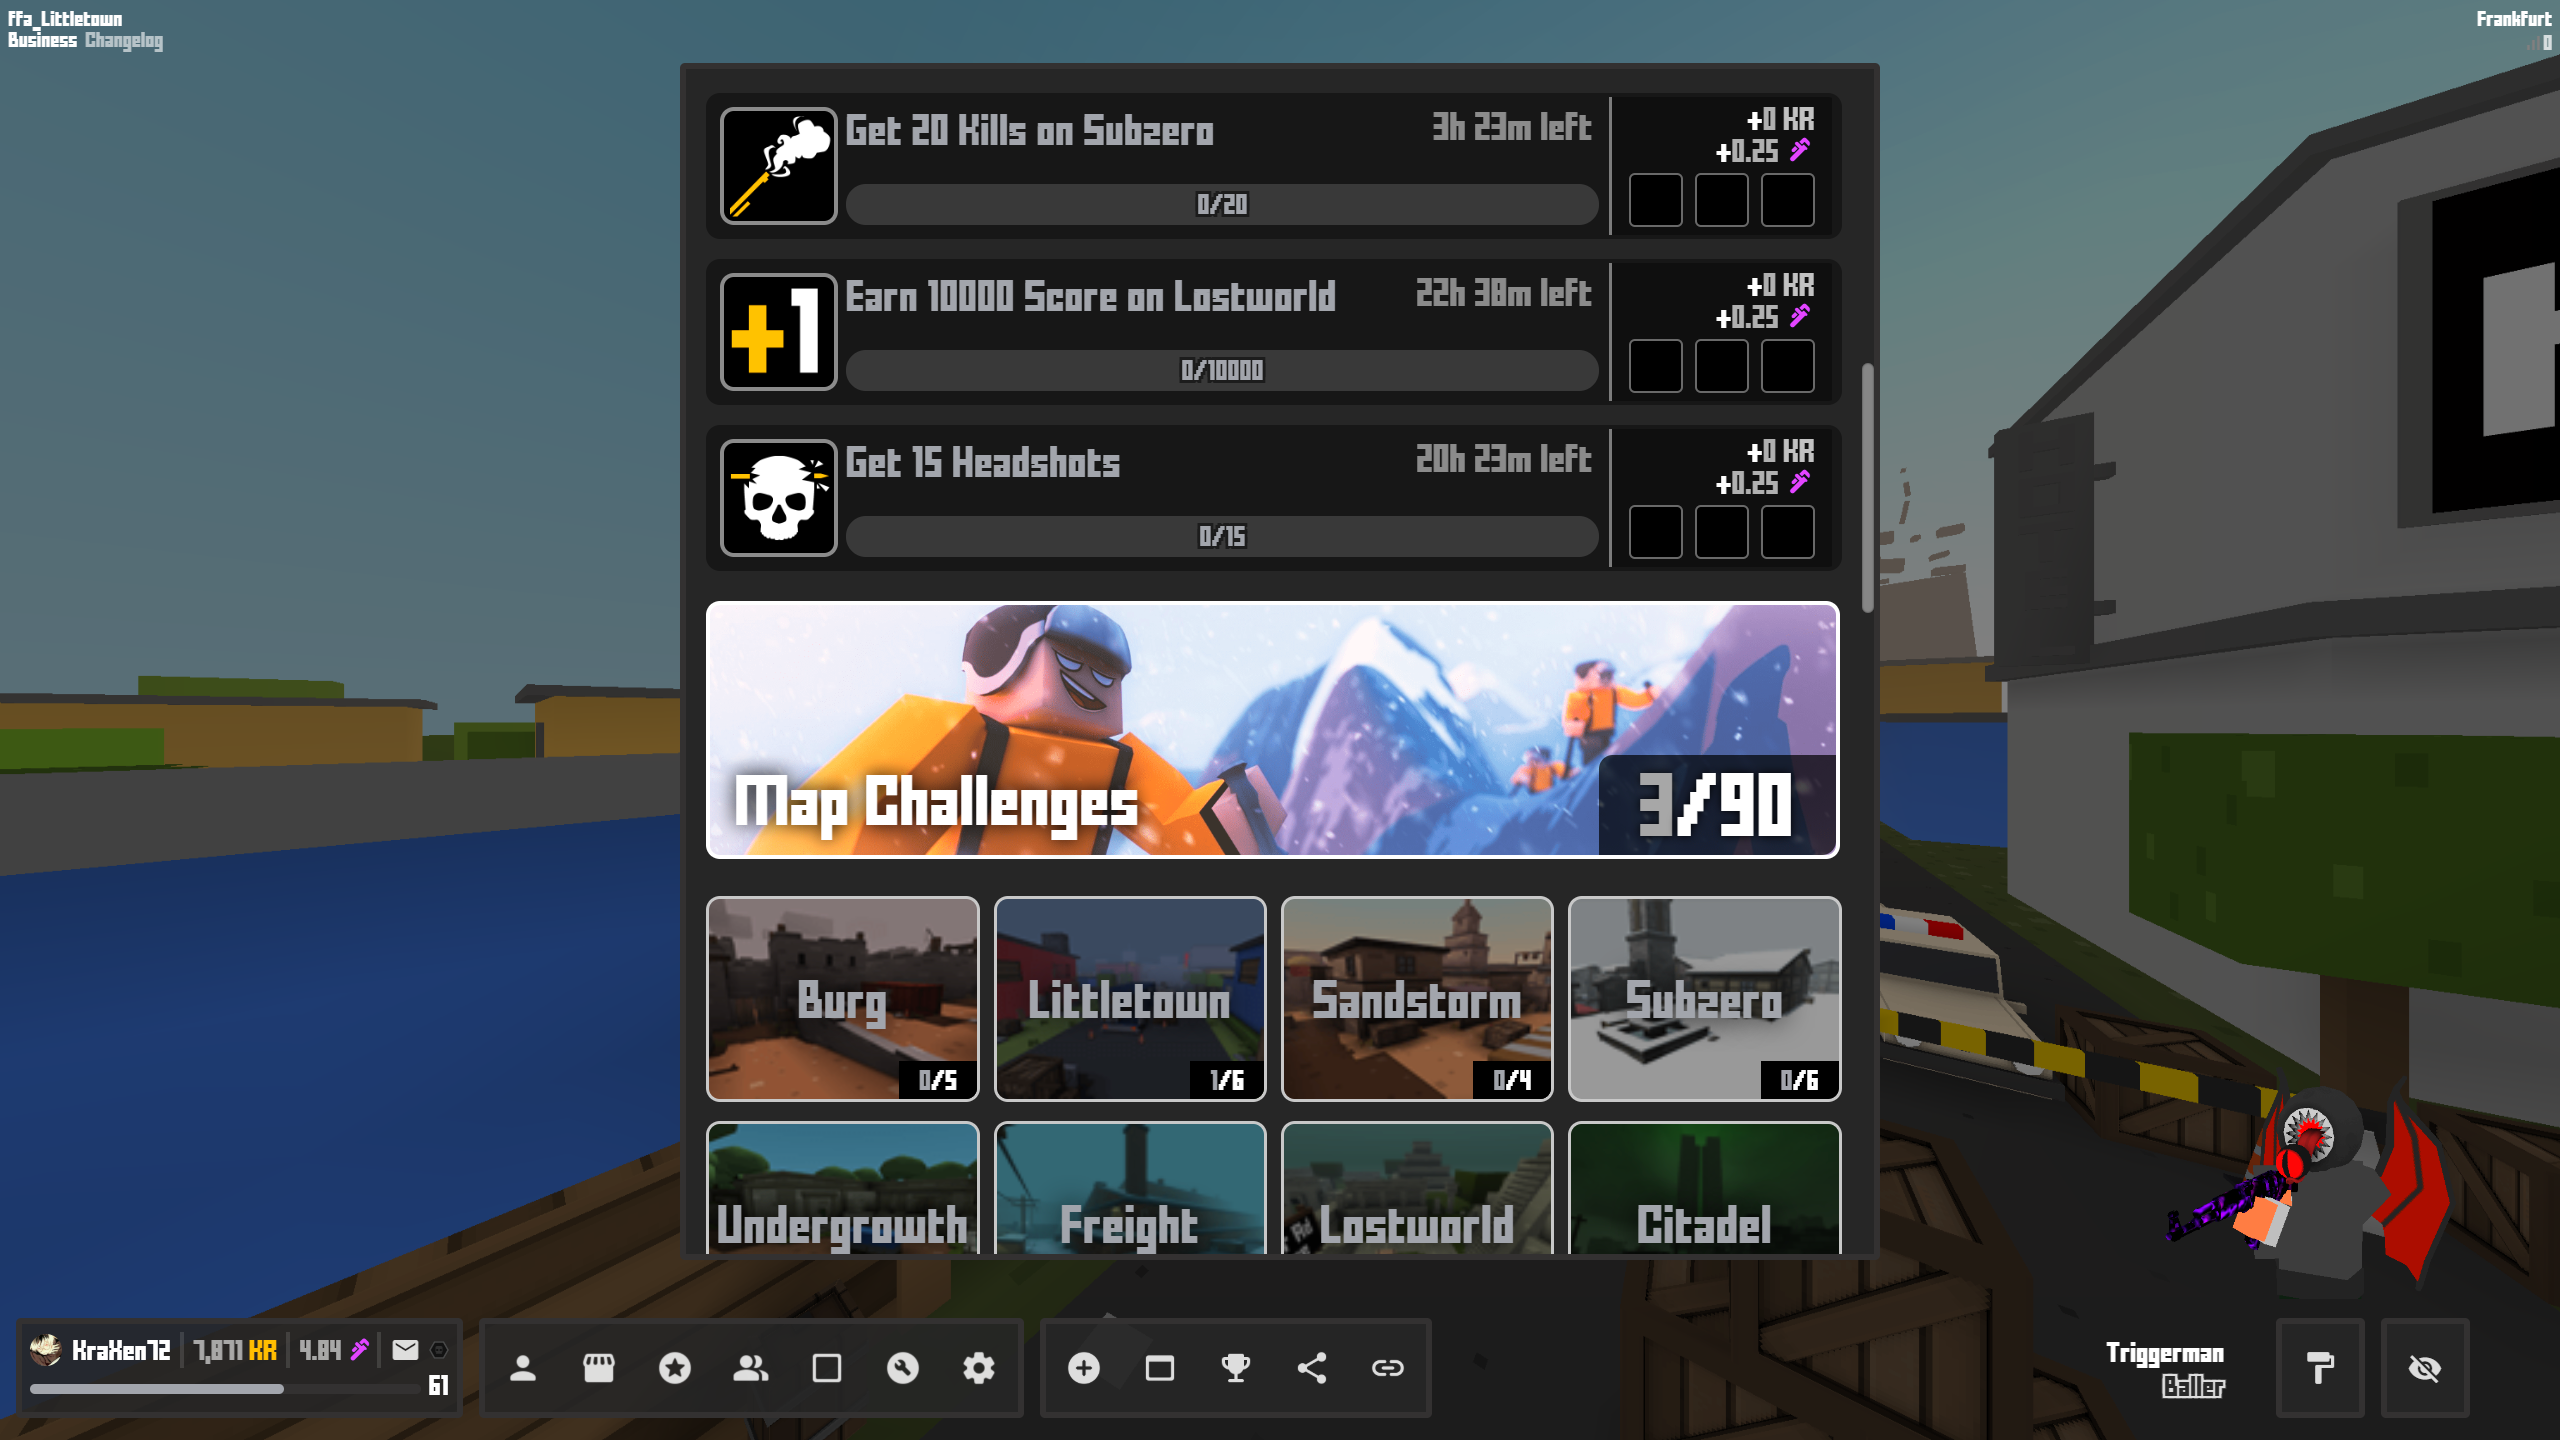 ffa_Littletown
Business Changelog
Frankfurt
0
Get 20 Kills on Subzero
3h 23m left
0/20
+0 KR
+0.25
+1
Earn 10000 Score on Lostworld
22h 38m left
0/10000
+0 KR
+0.25
Get 15 Headshots
20h 23m left
0/15
+0 KR
+0.25
Map Challenges
3/90
Burg
0/5
Littletown
1/6
Sandstorm
0/4
Subzero
0/6
Undergrowth
Freight
Lostworld
Citadel
KraXen72
7,871 KR
4.84
61
Triggerman
Baller